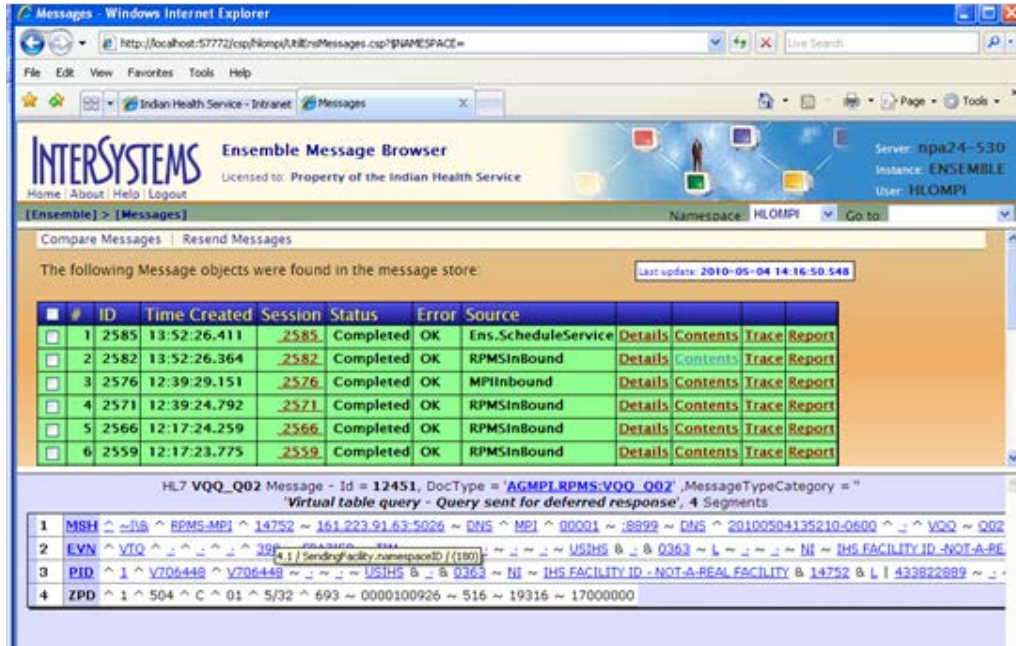 Messages - Windows Internet Explorer
http://localhost:57772/csp/hlompi/UtilEnsMessages.csp?$NAMESPACE=
Live Search
File Edit View Favorites Tools Help
Indian Health Service - Intranet Messages Page Tools
INTERSYSTEMS
Home | About | Help | Logout
Ensemble Message Browser
Licensed to: Property of the Indian Health Service
Server: npa24-530
Instance: ENSEMBLE
User: HLOMPI
[Ensemble] > [Messages] Namespace HLOMPI Go to:
Compare Messages | Resend Messages
The following Message objects were found in the message store: Last update: 2010-05-04 14:16:50.548
# ID Time Created Session Status Error Source
1 2585 13:52:26.411 2585 Completed OK Ens.ScheduleService Details Contents Trace Report
2 2582 13:52:26.364 2582 Completed OK RPMSInBound Details Contents Trace Report
3 2576 12:39:29.151 2576 Completed OK MPIInbound Details Contents Trace Report
4 2571 12:39:24.792 2571 Completed OK RPMSInBound Details Contents Trace Report
5 2566 12:17:24.259 2566 Completed OK RPMSInBound Details Contents Trace Report
6 2559 12:17:23.775 2559 Completed OK RPMSInBound Details Contents Trace Report
HL7 VQQ_Q02 Message - Id = 12451, DocType = 'AGMPI.RPMS:VQQ_Q02' ,MessageTypeCategory = "
'Virtual table query - Query sent for deferred response', 4 Segments
1 MSH ^ ~|\& ^ RPMS-MPI ^ 14752 ~ 161.223.91.63:5026 ~ DNS ^ MPI ^ 00001 ~ :8899 ~ DNS ^ 20100504135210-0600 ^ _:_ ^ VQQ ~ Q02
2 EVN ^ VTQ ^ _:_ ^ _:_ ^ ~ _:_ ~ _:_ ~ USIHS & _:_ & 0363 ~ L ~ _:_ ~ _:_ ~ NI ~ IHS FACILITY ID -NOT-A-RE
4.1 / SendingFacility.namespaceID / (180)
3 PID ^ 1 ^ V706448 ^ V706448 ~ _:_ ~ _:_ ~ USIHS & _:_ & 0363 ~ NI ~ IHS FACILITY ID - NOT-A-REAL FACILITY & 14752 & L | 433822889 ~ _:_ ~
4 ZPD ^ 1 ^ 504 ^ C ^ 01 ^ 5/32 ^ 693 ~ 0000100926 ~ 516 ~ 19316 ~ 17000000